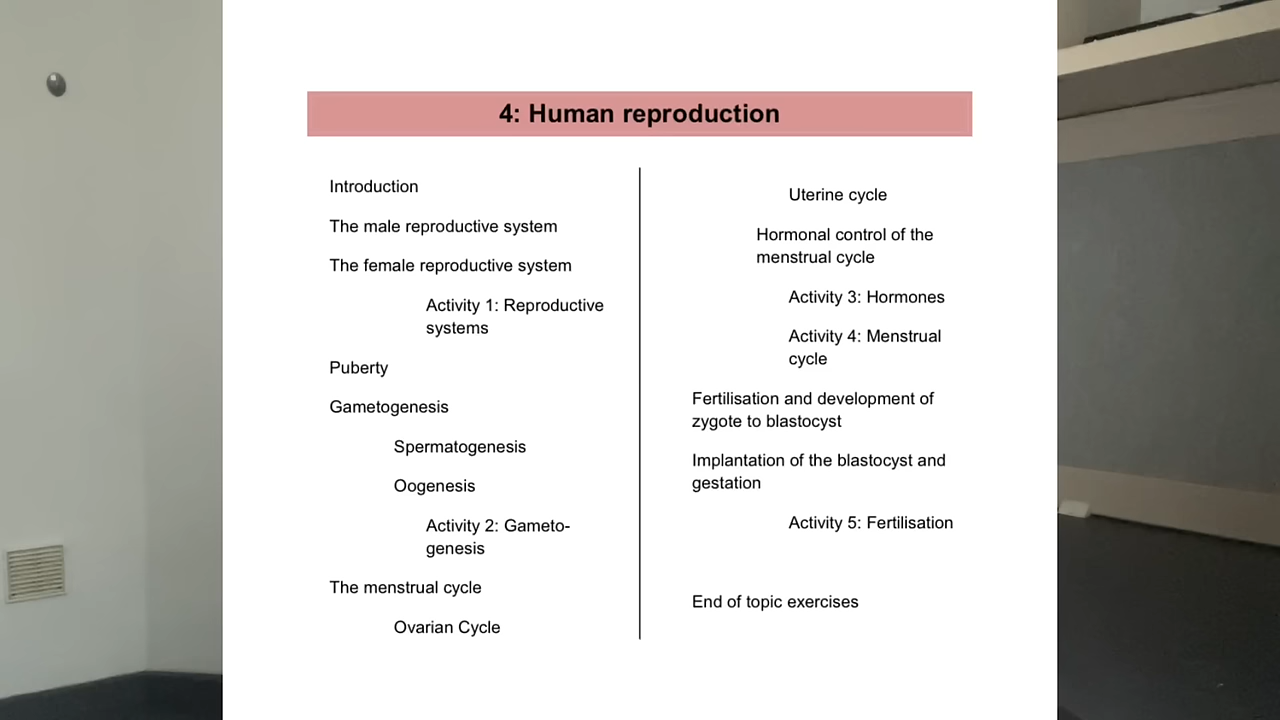 4: Human reproduction
Introduction
The male reproductive system
The female reproductive system
Activity 1: Reproductive
systems
Puberty
Gametogenesis
Spermatogenesis
Oogenesis
Activity 2: Gameto-
genesis
The menstrual cycle
Ovarian Cycle
Uterine cycle
Hormonal control of the
menstrual cycle
Activity 3: Hormones
Activity 4: Menstrual
cycle
Fertilisation and development of
zygote to blastocyst
Implantation of the blastocyst and
gestation
Activity 5: Fertilisation
End of topic exercises